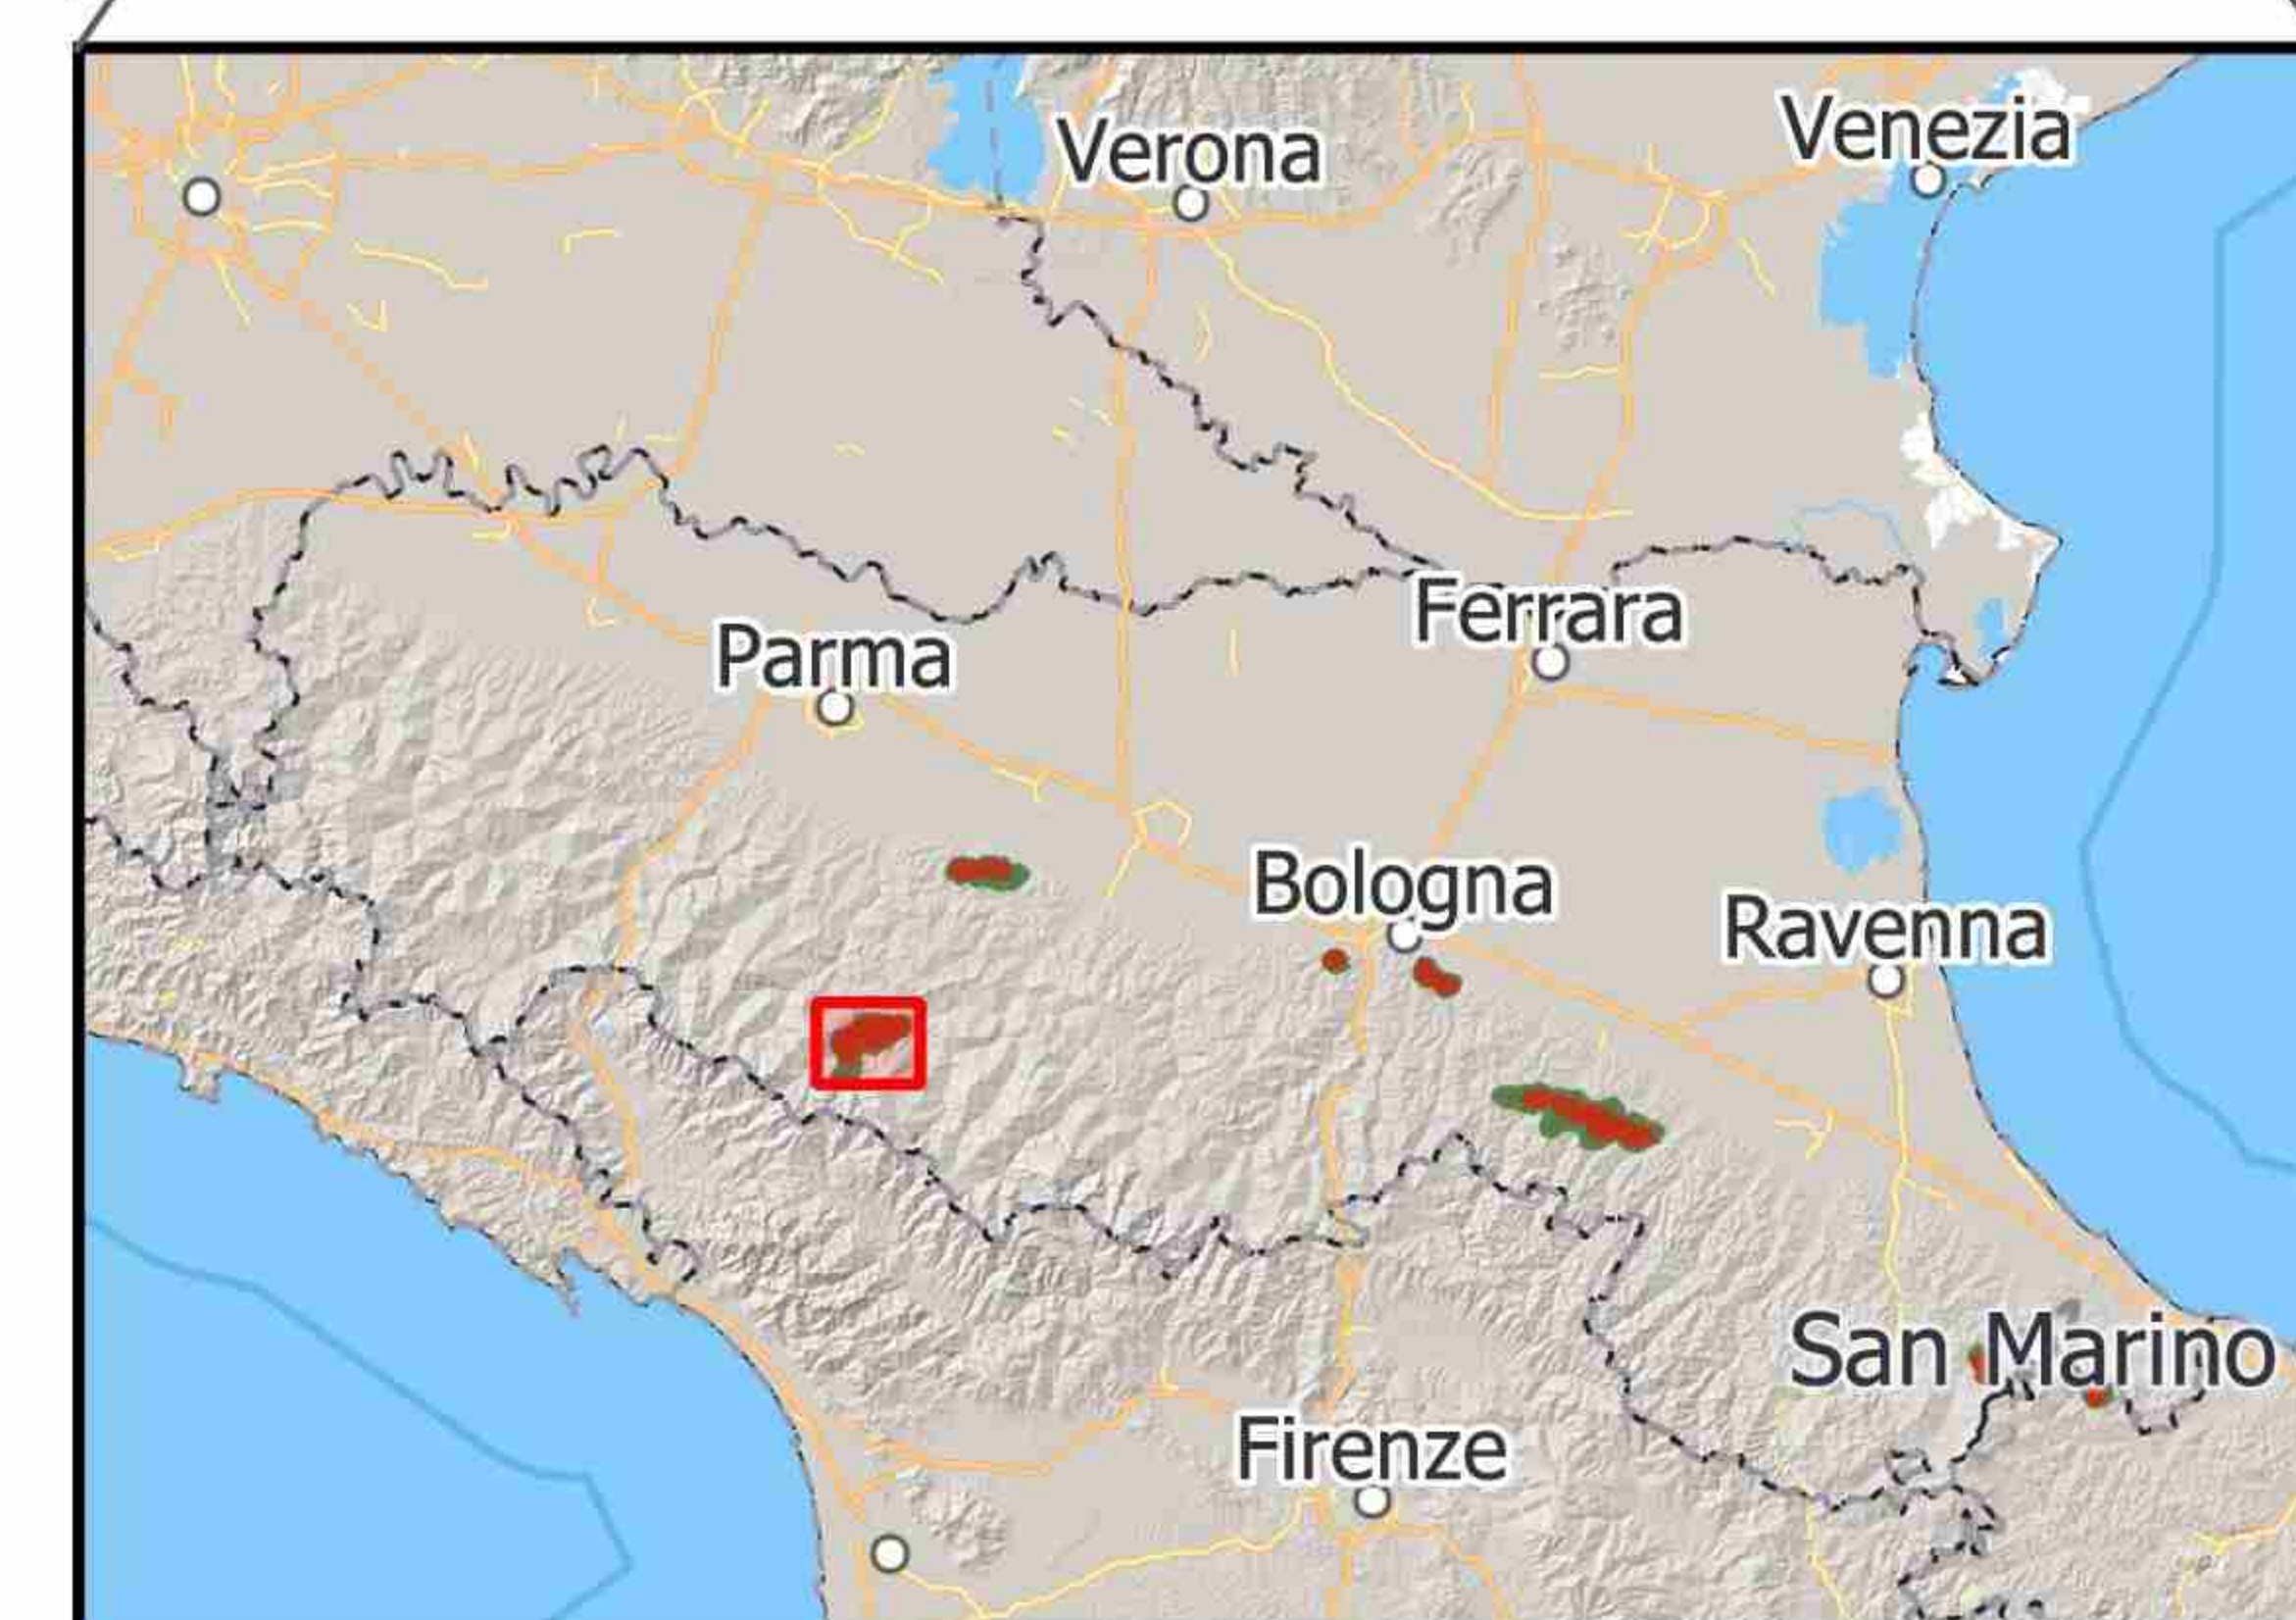 Verona
Venezia
Parma
Ferrara
Bologna
Ravenna
San Marino
Firenze